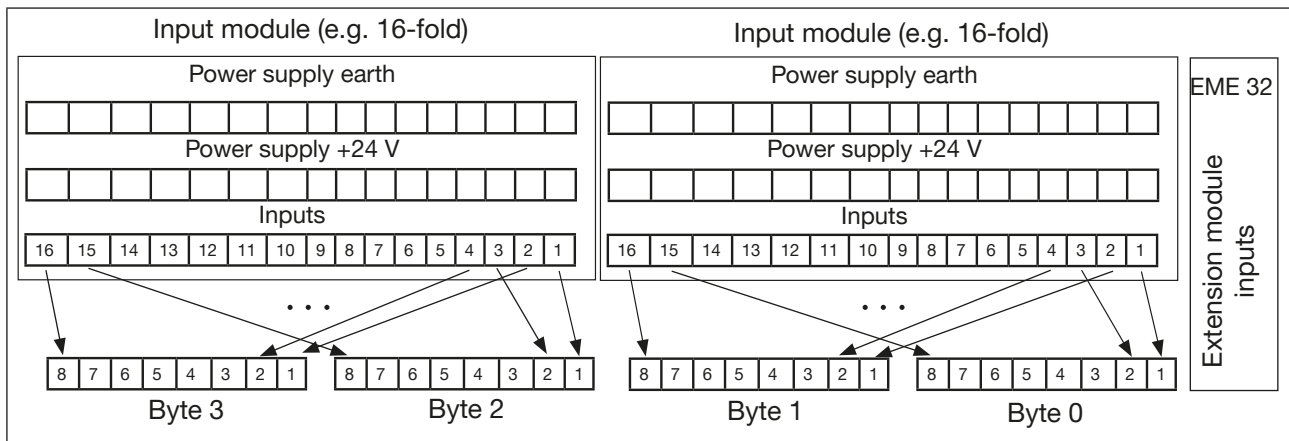 Input module (e.g. 16-fold)
Power supply earth
Power supply +24 V
Inputs
16 15 14 13 12 11 10 9 8 7 6 5 4 3 2 1
. . .
8 7 6 5 4 3 2 1
8 7 6 5 4 3 2 1
Byte 3
Byte 2
Input module (e.g. 16-fold)
Power supply earth
Power supply +24 V
Inputs
16 15 14 13 12 11 10 9 8 7 6 5 4 3 2 1
. . .
8 7 6 5 4 3 2 1
8 7 6 5 4 3 2 1
Byte 1
Byte 0
EME 32
Extension module
inputs